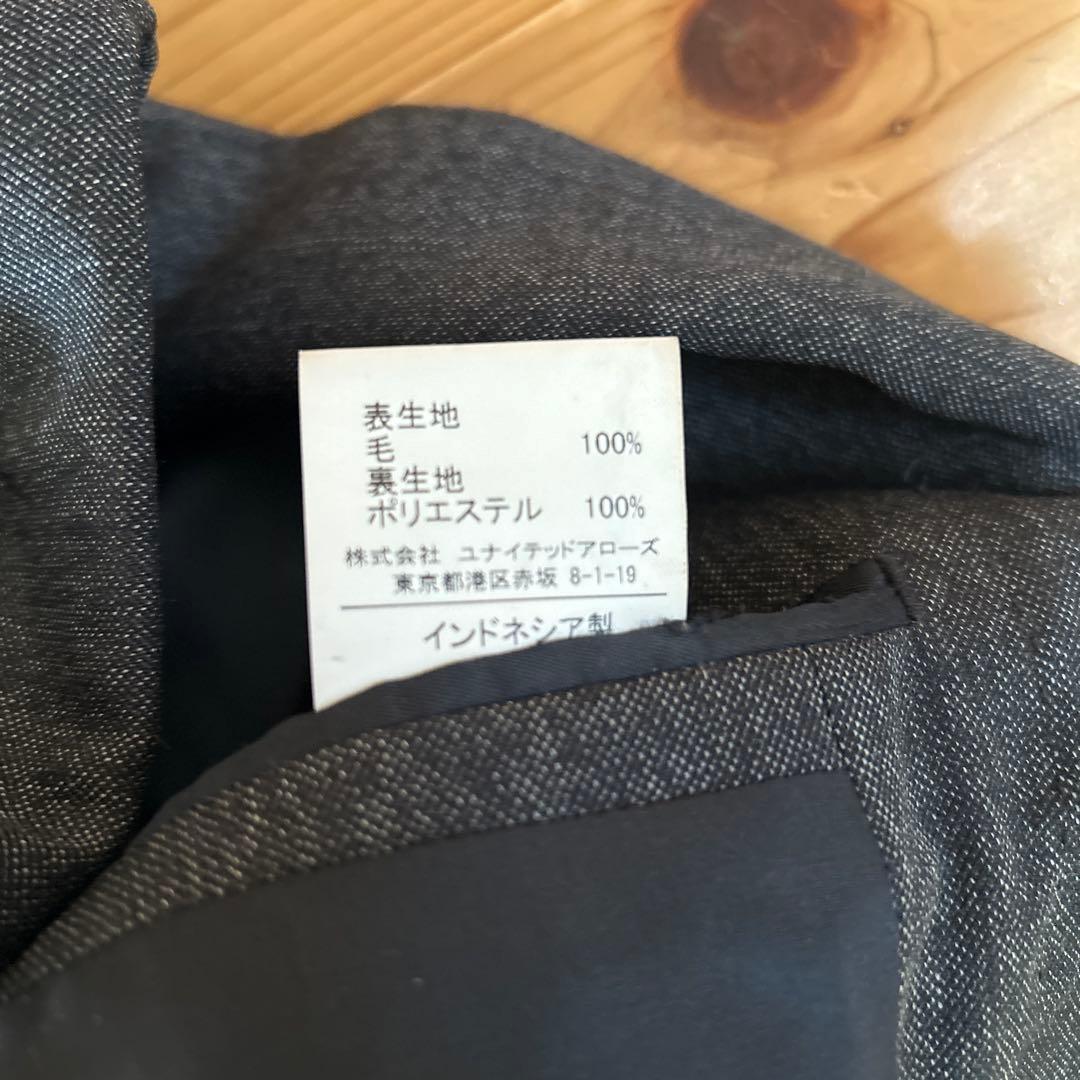 表生地
毛 100%
裏生地
ポリエステル 100%
株式会社 ユナイテッドアローズ
東京都港区赤坂 8-1-19
インドネシア製